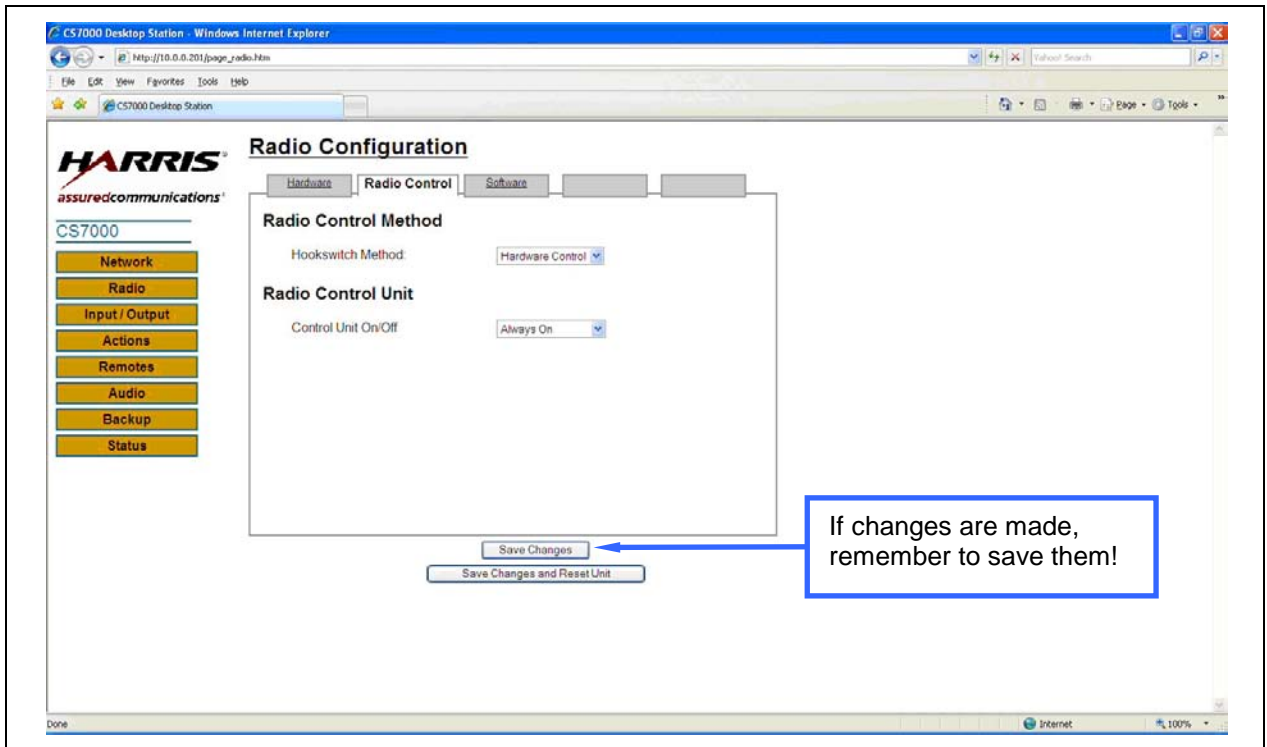 CS7000 Desktop Station - Windows Internet Explorer
http://10.0.0.201/page_radio.htm
Yahoo! Search
File Edit View Favorites Tools Help
CS7000 Desktop Station
Page Tools
HARRIS®
assuredcommunications®
CS7000
Network
Radio
Input / Output
Actions
Remotes
Audio
Backup
Status
Radio Configuration
Hardware Radio Control Software
Radio Control Method
Hookswitch Method: Hardware Control
Radio Control Unit
Control Unit On/Off Always On
Save Changes
Save Changes and Reset Unit
If changes are made,
remember to save them!
Done Internet 100%